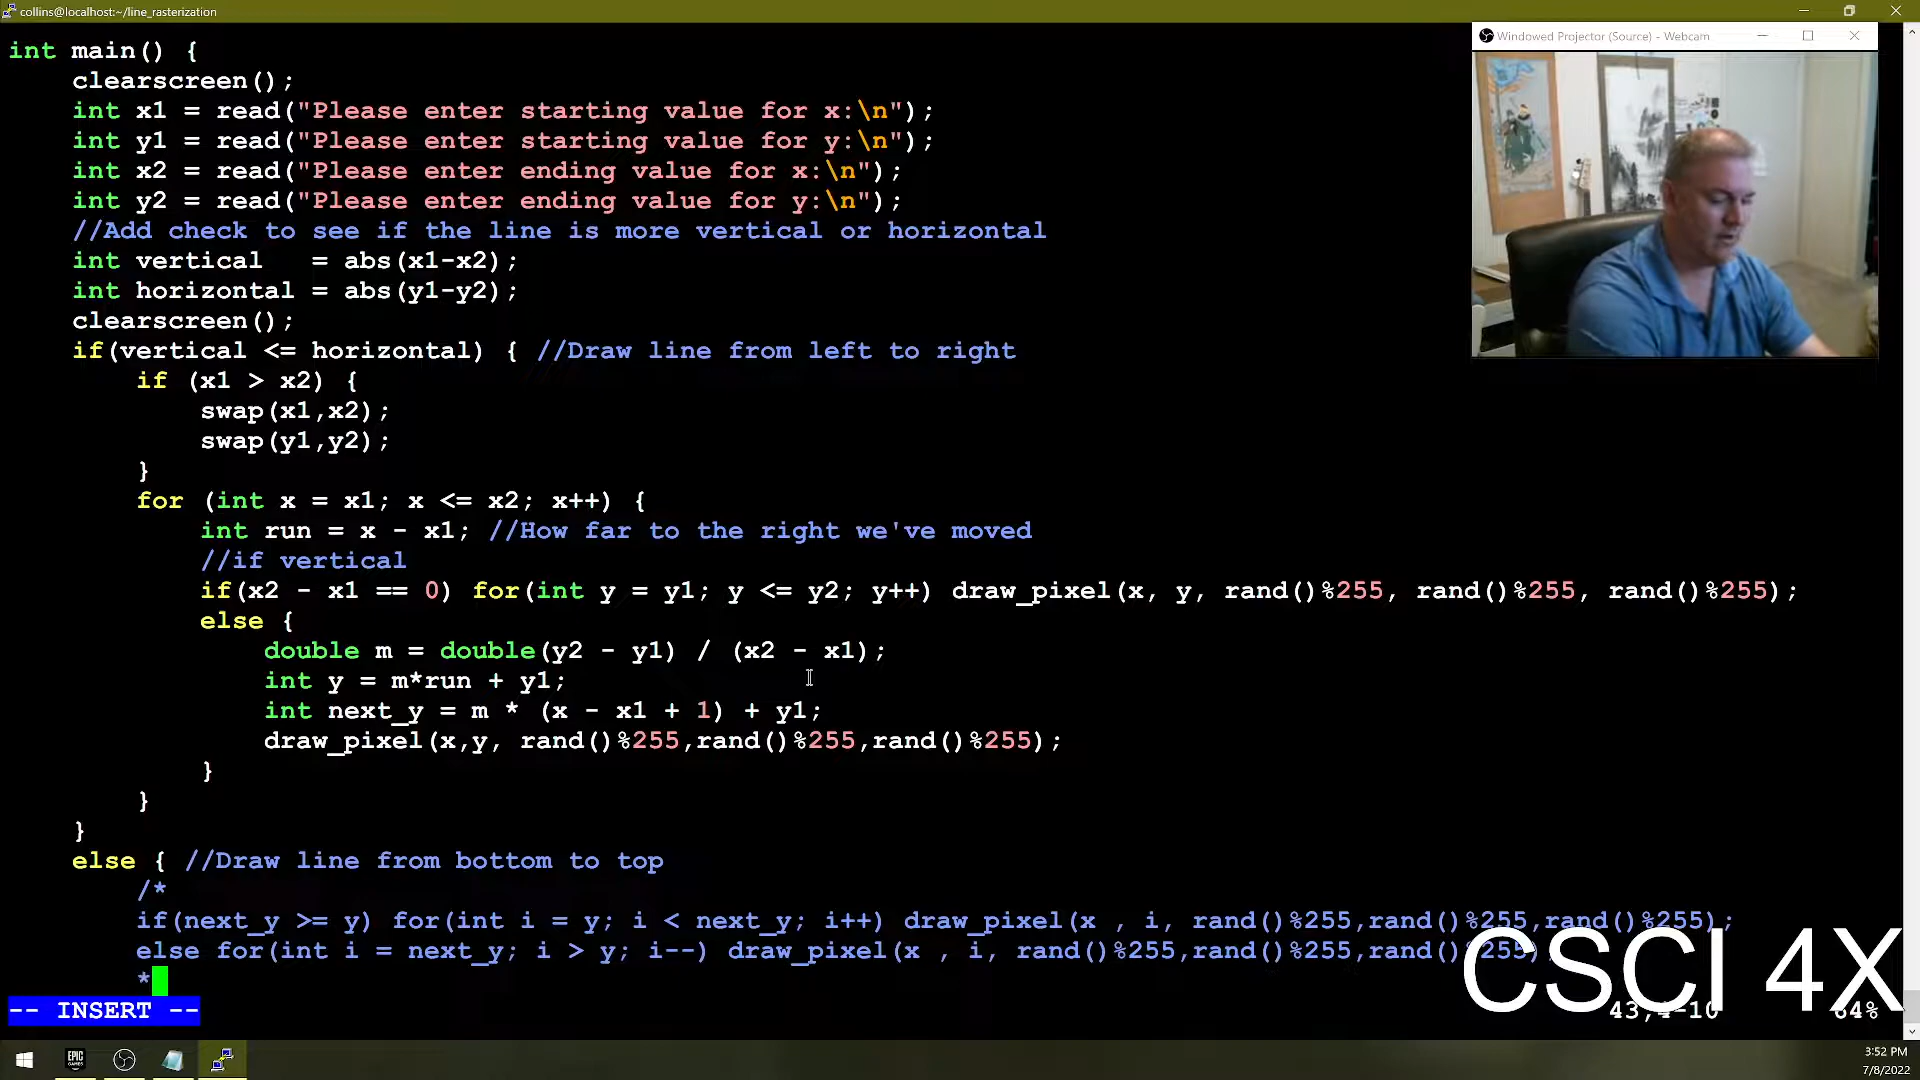 collins@localhost:~/line_rasterization
Windowed Projector (Source) - Webcam
int main() {
clearscreen();
int x1 = read("Please enter starting value for x:\n");
int y1 = read("Please enter starting value for y:\n");
int x2 = read("Please enter ending value for x:\n");
int y2 = read("Please enter ending value for y:\n");
//Add check to see if the line is more vertical or horizontal
int vertical   = abs(x1-x2);
int horizontal = abs(y1-y2);
clearscreen();
if(vertical <= horizontal) { //Draw line from left to right
if (x1 > x2) {
swap(x1,x2);
swap(y1,y2);
}
for (int x = x1; x <= x2; x++) {
int run = x - x1; //How far to the right we've moved
//if vertical
if(x2 - x1 == 0) for(int y = y1; y <= y2; y++) draw_pixel(x, y, rand()%255, rand()%255, rand()%255);
else {
double m = double(y2 - y1) / (x2 - x1);
int y = m*run + y1;
int next_y = m * (x - x1 + 1) + y1;
draw_pixel(x,y, rand()%255,rand()%255,rand()%255);
}
}
}
else { //Draw line from bottom to top
/*
if(next_y >= y) for(int i = y; i < next_y; i++) draw_pixel(x , i, rand()%255,rand()%255,rand()%255);
else for(int i = next_y; i > y; i--) draw_pixel(x , i, rand()%255,rand()%255,rand()%255)
*
CSCI 4X
-- INSERT --
43,4-10
64%
EPIC GAMES
3:52 PM
7/8/2022